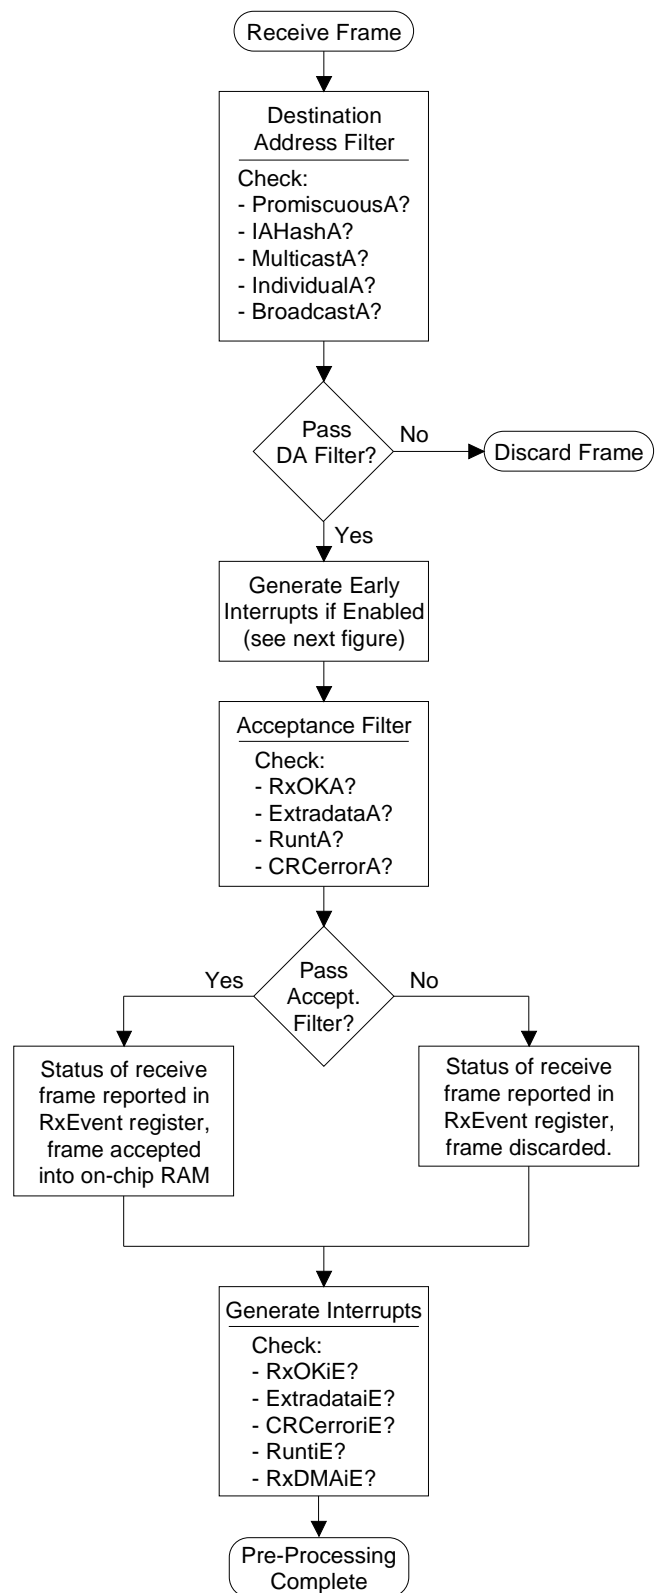 Receive Frame
Destination
Address Filter
Check:
- PromiscuousA?
- IAHashA?
- MulticastA?
- IndividualA?
- BroadcastA?
Pass
DA Filter?
No
Discard Frame
Yes
Generate Early
Interrupts if Enabled
(see next figure)
Acceptance Filter
Check:
- RxOKA?
- ExtradataA?
- RuntA?
- CRCerrorA?
Yes
Pass
Accept.
Filter?
No
Status of receive
frame reported in
RxEvent register,
frame accepted
into on-chip RAM
Status of receive
frame reported in
RxEvent register,
frame discarded.
Generate Interrupts
Check:
- RxOKiE?
- ExtradataiE?
- CRCerroriE?
- RuntiE?
- RxDMAiE?
Pre-Processing
Complete